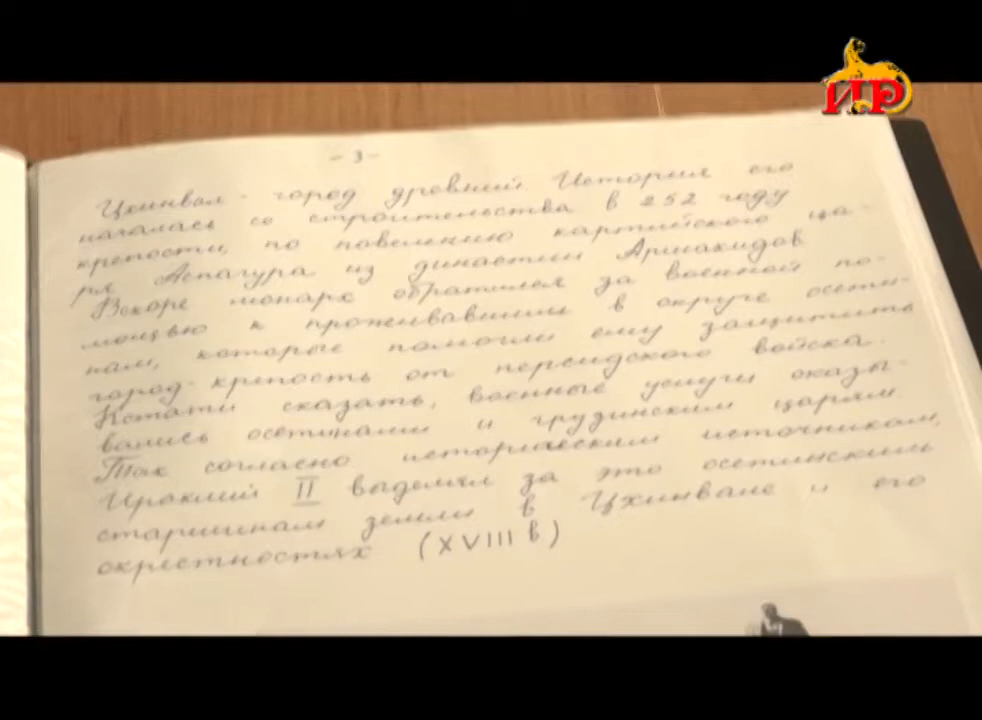 ИР
- 3 -
Цхинвал - город древний. История его
началась со строительства в 252 году
крепости, по повелению картлийского ца-
ря Аспагура из династии Аршакидов
Вскоре монарх обратился за военной по-
мощью к проживавшим в округе осети-
нам, которые помогли ему защитить
город-крепость от персидского войска.
Кстати сказать, военные услуги оказы-
вались осетинами и грузинским царям.
Так согласно историческим источникам,
Ираклий II выделял за это осетинским
старшинам земли в Цхинвале и его
окрестностях (XVIII в)